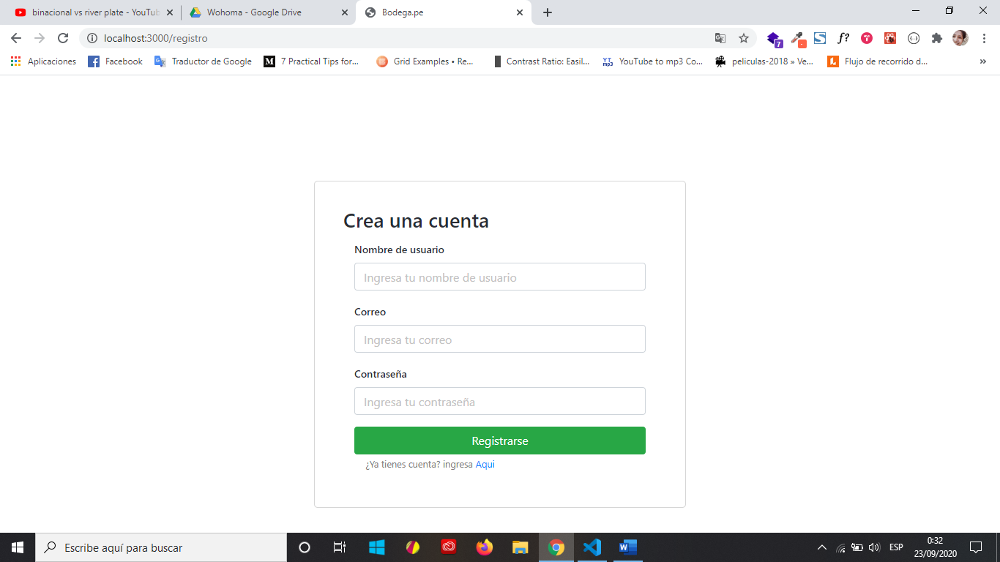 binacional vs river plate - YouTub
Wohoma - Google Drive
Bodega.pe
localhost:3000/registro
f?
7
-
Aplicaciones
Facebook
Traductor de Google
M
7 Practical Tips for...
Grid Examples • Re...
Contrast Ratio: Easil...
YT mp3
YouTube to mp3 Co...
peliculas-2018 » Ve...
Flujo de recorrido d...
»
Crea una cuenta
Nombre de usuario
Ingresa tu nombre de usuario
Correo
Ingresa tu correo
Contraseña
Ingresa tu contraseña
Registrarse
¿Ya tienes cuenta? ingresa Aqui
Escribe aquí para buscar
ESP
0:32
23/09/2020